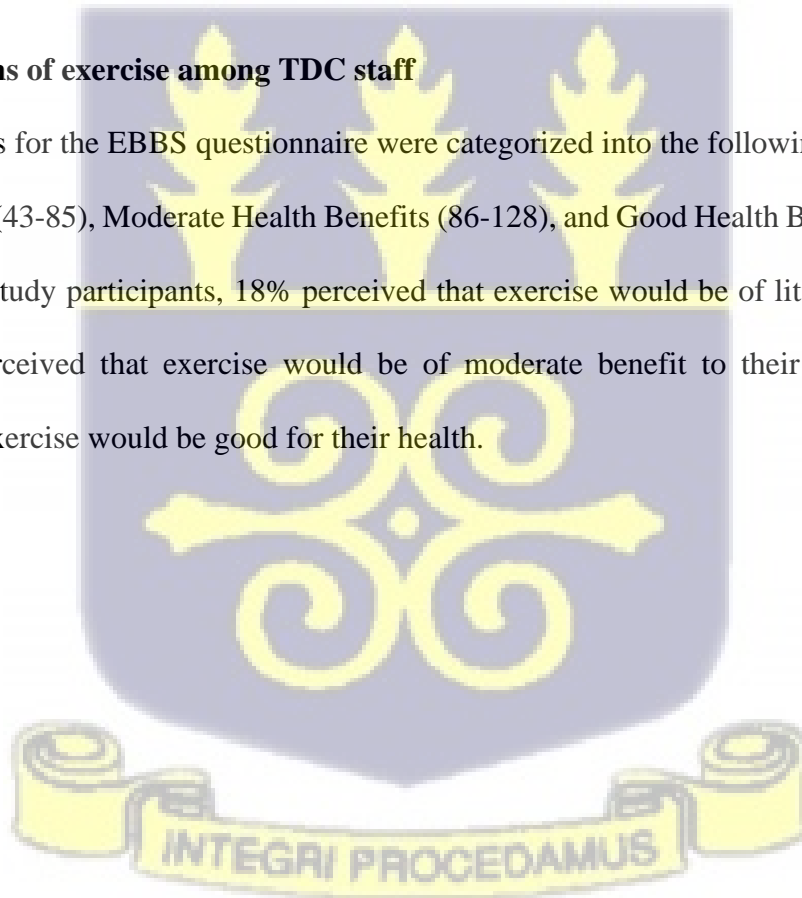 ns of exercise among TDC staff
s for the EBBS questionnaire were categorized into the followin
(43-85), Moderate Health Benefits (86-128), and Good Health B
tudy participants, 18% perceived that exercise would be of lit
rceived that exercise would be of moderate benefit to their
xercise would be good for their health.
INTEGRI PROCEDAMUS